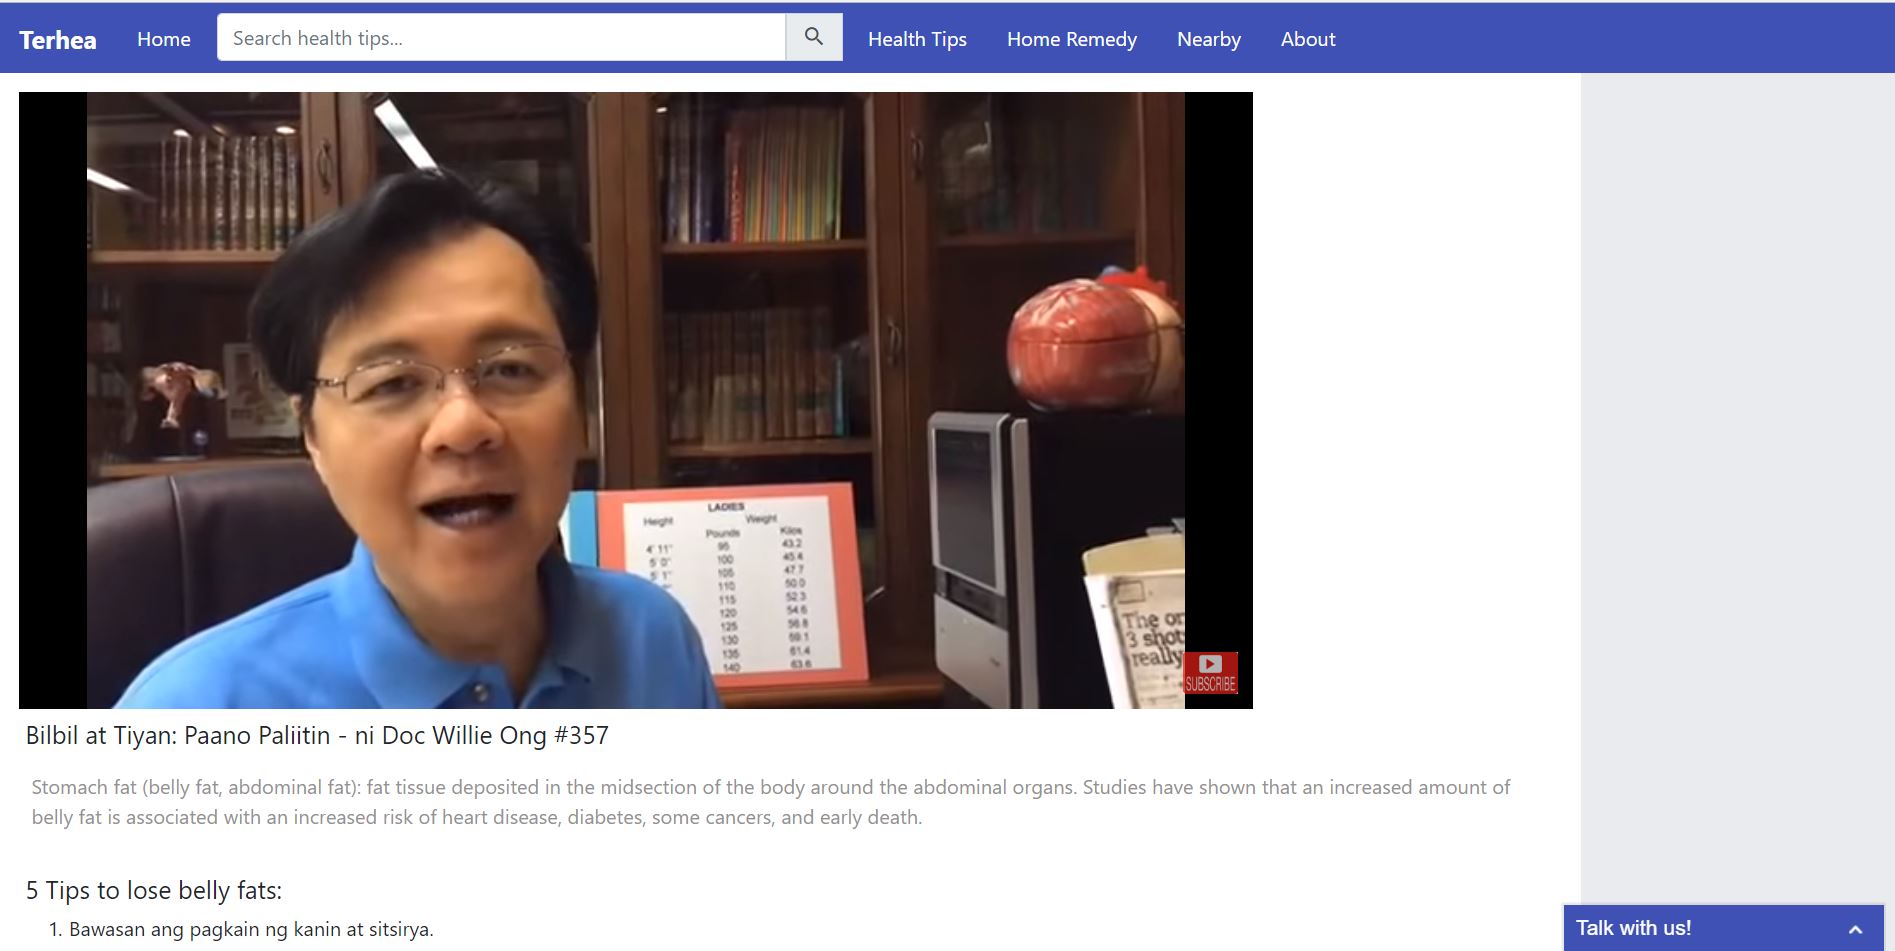 Terhea
Home
Search health tips...
Health Tips
Home Remedy
Nearby
About
LADIES
Height
Weight
Pounds
Kilos
4' 11"
95
43.2
5' 0"
100
45.4
5' 1"
105
47.7
110
50.0
115
52.3
120
54.6
125
56.8
130
59.1
135
61.4
140
63.6
The
3
really
SUBSCRIBE
Bilbil at Tiyan: Paano Paliitin - ni Doc Willie Ong #357
Stomach fat (belly fat, abdominal fat): fat tissue deposited in the midsection of the body around the abdominal organs. Studies have shown that an increased amount of
belly fat is associated with an increased risk of heart disease, diabetes, some cancers, and early death.
5 Tips to lose belly fats:
1. Bawasan ang pagkain ng kanin at sitsirya.
Talk with us!